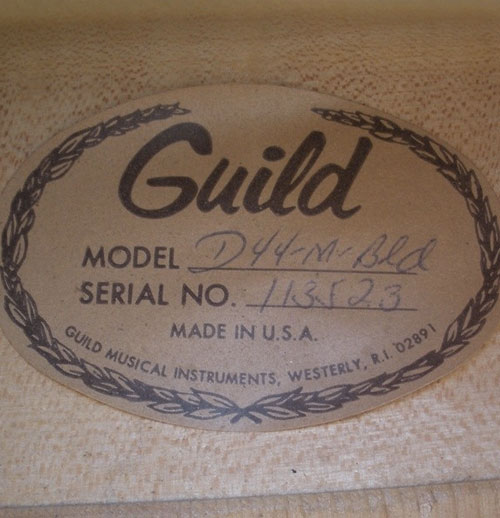 Guild
MODEL D44-M-Bld
SERIAL NO. 113523
MADE IN U.S.A.
GUILD MUSICAL INSTRUMENTS, WESTERLY, R.I. 02891